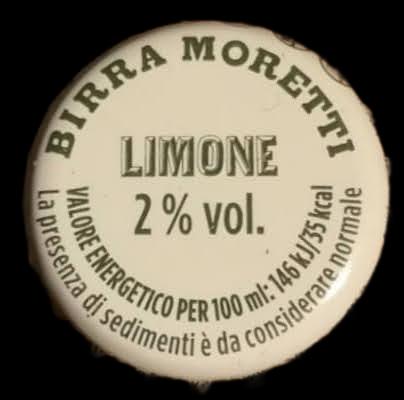 BIRRA MORETTI
LIMONE
2 % vol.
VALORE ENERGETICO PER 100 ml: 146 kJ/35 kcal
La presenza di sedimenti è da considerare normale